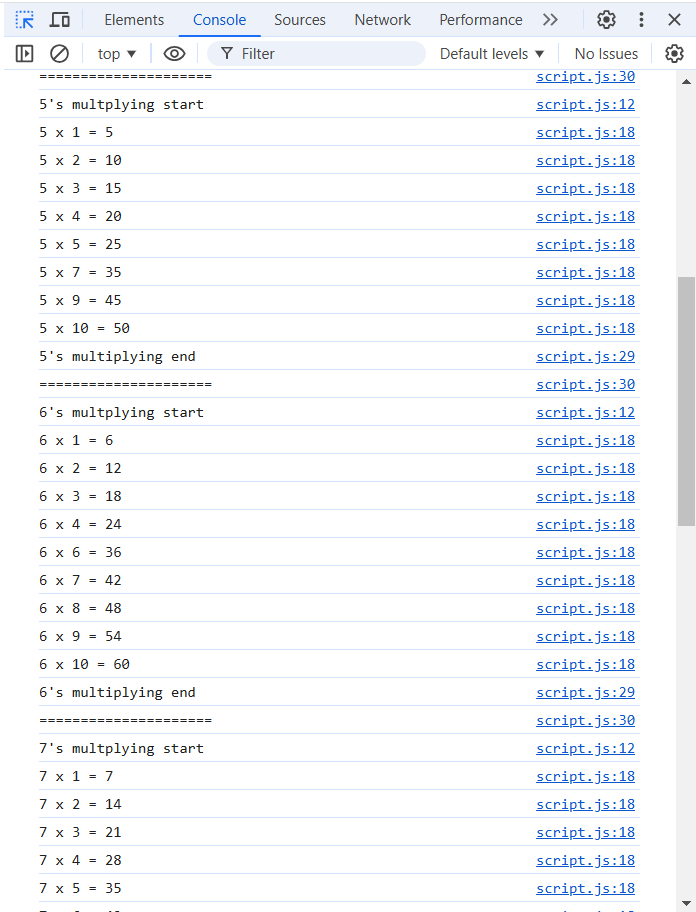 Elements Console Sources Network Performance
top Filter Default levels No Issues
===================== script.js:30
5's multplying start script.js:12
5 x 1 = 5 script.js:18
5 x 2 = 10 script.js:18
5 x 3 = 15 script.js:18
5 x 4 = 20 script.js:18
5 x 5 = 25 script.js:18
5 x 7 = 35 script.js:18
5 x 9 = 45 script.js:18
5 x 10 = 50 script.js:18
5's multiplying end script.js:29
===================== script.js:30
6's multplying start script.js:12
6 x 1 = 6 script.js:18
6 x 2 = 12 script.js:18
6 x 3 = 18 script.js:18
6 x 4 = 24 script.js:18
6 x 6 = 36 script.js:18
6 x 7 = 42 script.js:18
6 x 8 = 48 script.js:18
6 x 9 = 54 script.js:18
6 x 10 = 60 script.js:18
6's multiplying end script.js:29
===================== script.js:30
7's multplying start script.js:12
7 x 1 = 7 script.js:18
7 x 2 = 14 script.js:18
7 x 3 = 21 script.js:18
7 x 4 = 28 script.js:18
7 x 5 = 35 script.js:18